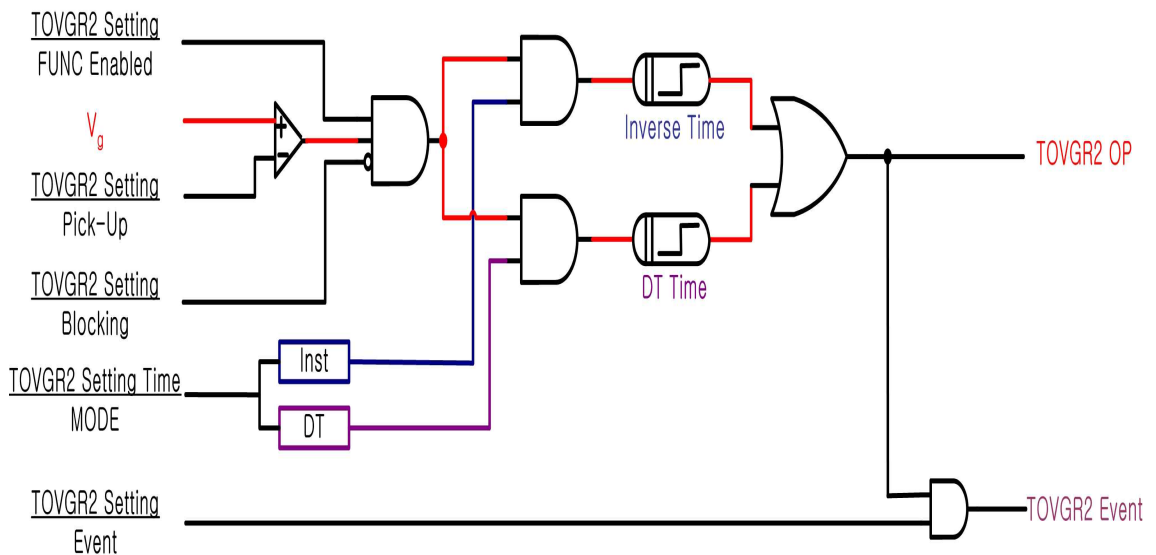 TOVGR2 Setting
FUNC Enabled
Vg
TOVGR2 Setting
Pick-Up
TOVGR2 Setting
Blocking
TOVGR2 Setting Time
MODE
TOVGR2 Setting
Event
+
-
Inst
DT
Inverse Time
DT Time
TOVGR2 OP
TOVGR2 Event